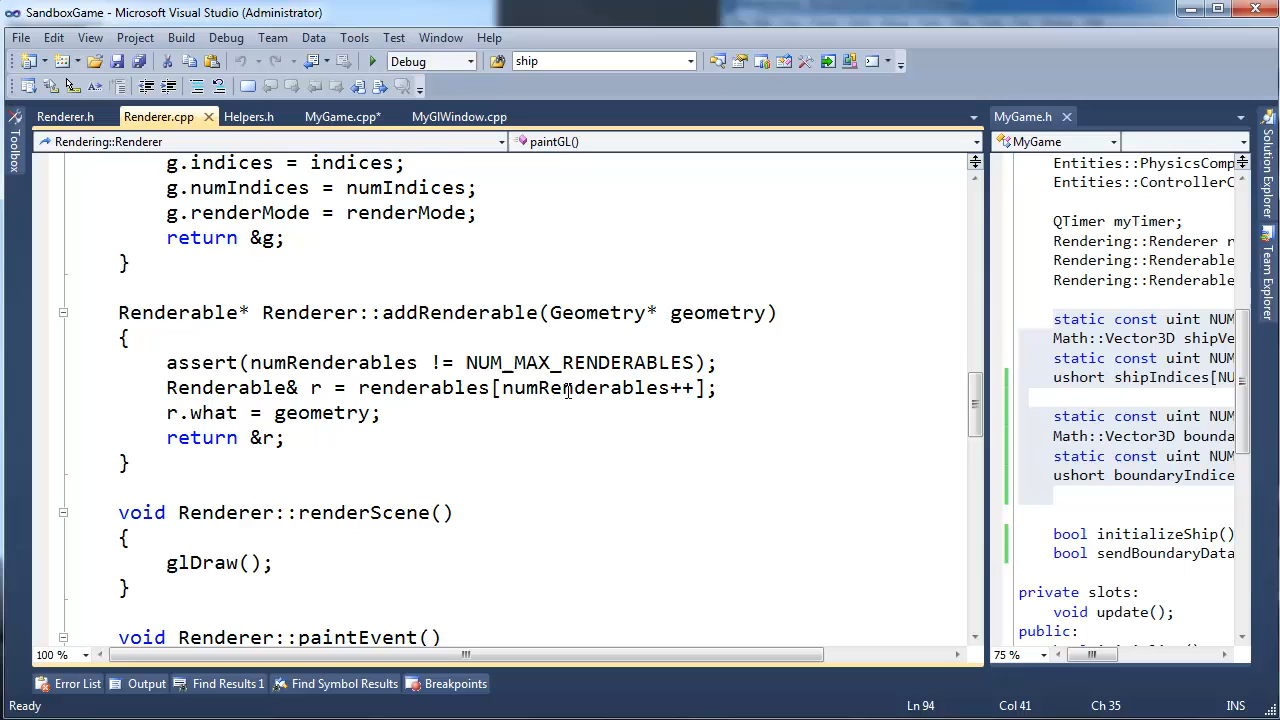 SandboxGame - Microsoft Visual Studio (Administrator)
File Edit View Project Build Debug Team Data Tools Test Window Help
Debug ship
Renderer.h Renderer.cpp Helpers.h MyGame.cpp* MyGlWindow.cpp MyGame.h
Rendering::Renderer paintGL() MyGame
Toolbox
Solution Explorer
Team Explorer
g.indices = indices;
g.numIndices = numIndices;
g.renderMode = renderMode;
return &g;
}
Renderable* Renderer::addRenderable(Geometry* geometry)
{
assert(numRenderables != NUM_MAX_RENDERABLES);
Renderable& r = renderables[numRenderables++];
r.what = geometry;
return &r;
}
void Renderer::renderScene()
{
glDraw();
}
void Renderer::paintEvent()
100 %
Entities::PhysicsComp
Entities::ControllerC
QTimer myTimer;
Rendering::Renderer r
Rendering::Renderable
Rendering::Renderable
static const uint NUM
Math::Vector3D shipVe
static const uint NUM
ushort shipIndices[NU
static const uint NUM
Math::Vector3D bounda
static const uint NUM
ushort boundaryIndice
bool initializeShip()
bool sendBoundaryData
private slots:
void update();
public:
75 %
Error List Output Find Results 1 Find Symbol Results Breakpoints
Ready Ln 94 Col 41 Ch 35 INS